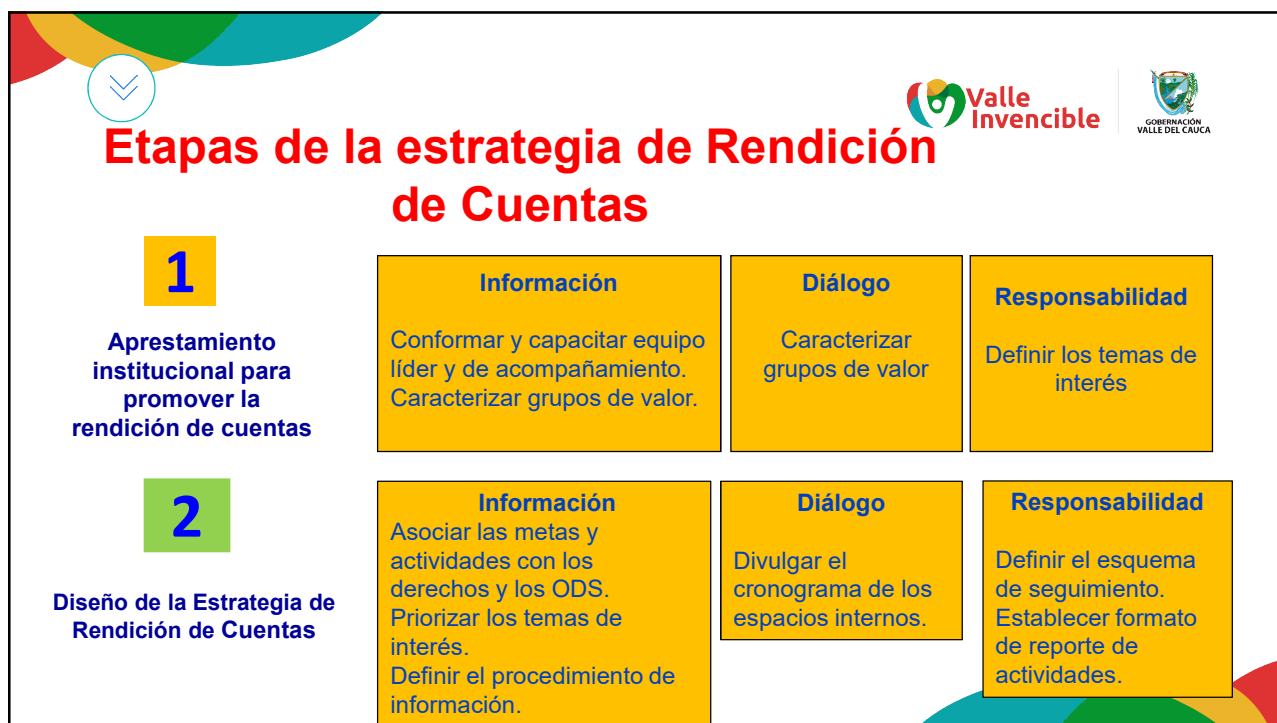 Valle
Invencible
GOBERNACIÓN
VALLE DEL CAUCA
Etapas de la estrategia de Rendición
de Cuentas
1
Aprestamiento
institucional para
promover la
rendición de cuentas
Información
Conformar y capacitar equipo
líder y de acompañamiento.
Caracterizar grupos de valor.
Diálogo
Caracterizar
grupos de valor
Responsabilidad
Definir los temas de
interés
2
Diseño de la Estrategia de
Rendición de Cuentas
Información
Asociar las metas y
actividades con los
derechos y los ODS.
Priorizar los temas de
interés.
Definir el procedimiento de
información.
Diálogo
Divulgar el
cronograma de los
espacios internos.
Responsabilidad
Definir el esquema
de seguimiento.
Establecer formato
de reporte de
actividades.